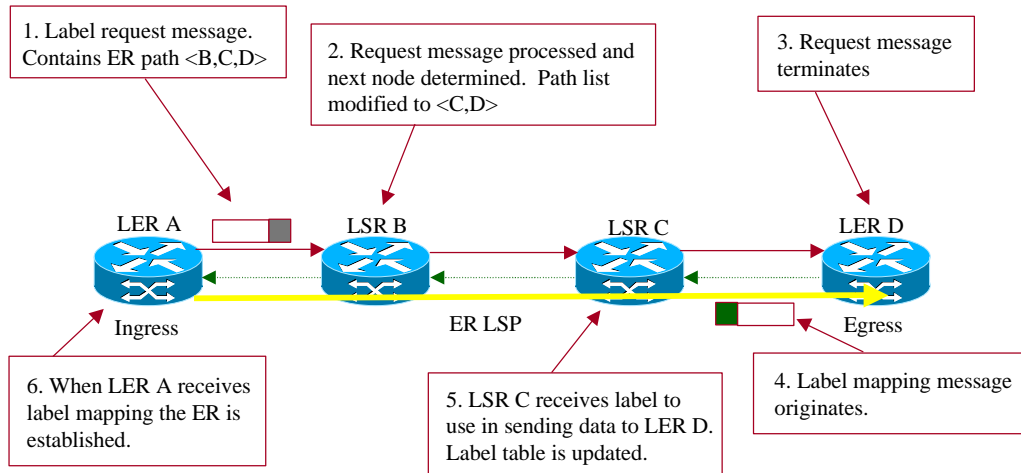 1. Label request message.
Contains ER path <B,C,D>
2. Request message processed and
next node determined.  Path list
modified to <C,D>
3. Request message
terminates
LER A
LSR B
LSR C
LER D
Ingress
ER LSP
Egress
6. When LER A receives
label mapping the ER is
established.
5. LSR C receives label to
use in sending data to LER D.
Label table is updated.
4. Label mapping message
originates.